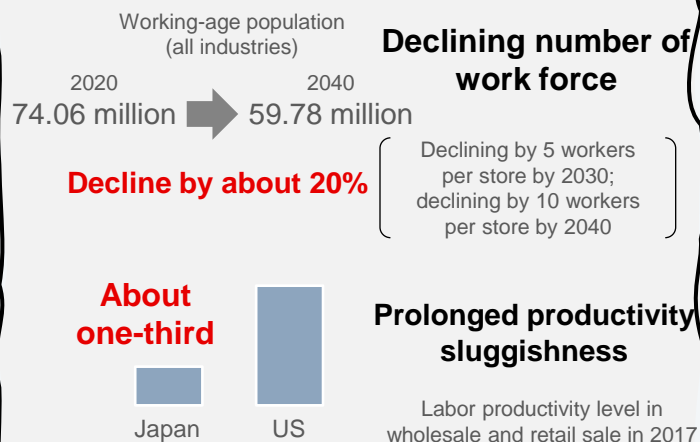 Working-age population
(all industries)
2020
2040
74.06 million
59.78 million
Decline by about 20%
Declining number of
work force
Declining by 5 workers
per store by 2030;
declining by 10 workers
per store by 2040
About
one-third
Japan
US
Prolonged productivity
sluggishness
Labor productivity level in
wholesale and retail sale in 2017